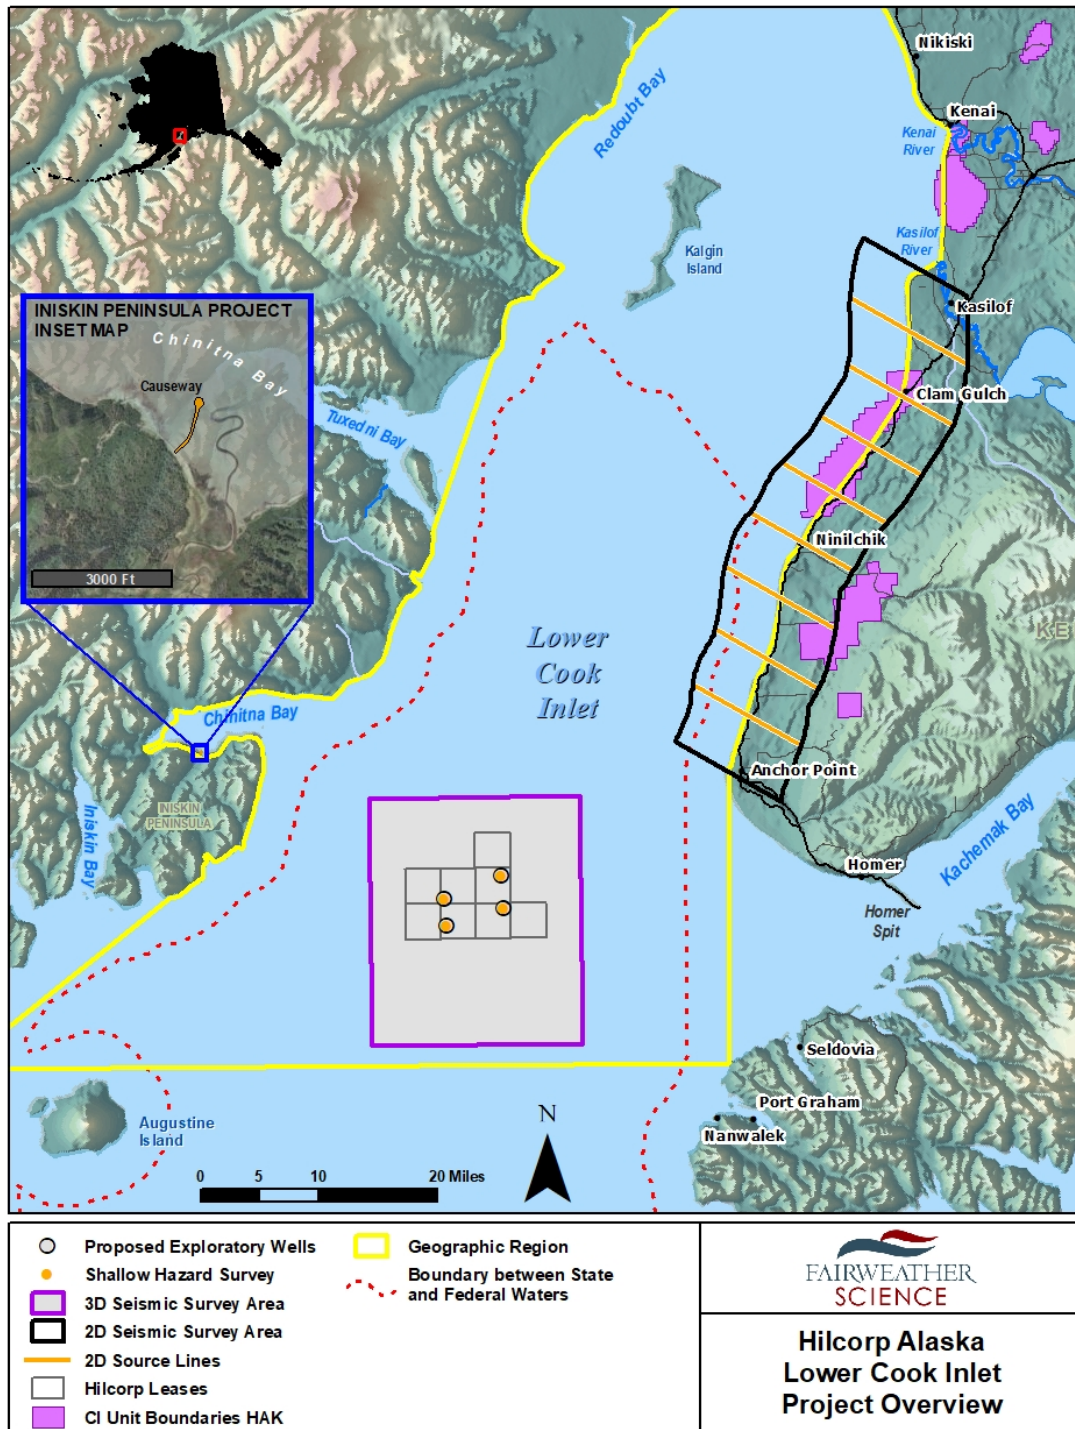 Nikiski
Kenai
Kenai
River
Redoubt Bay
Kalgin
Island
Kasilof
River
Kasilof
INISKIN PENINSULA PROJECT
INSET MAP
Chinitna Bay
Causeway
3000 Ft
Tuxedni Bay
Clam Gulch
Ninilchik
Lower
Cook
Inlet
KE
Chinitna Bay
INISKIN
PENINSULA
Iniskin Bay
Anchor Point
Homer
Kachemak Bay
Homer
Spit
Seldovia
Port Graham
Nanwalek
Augustine
Island
N
0 5 10 20 Miles
Proposed Exploratory Wells
Shallow Hazard Survey
3D Seismic Survey Area
2D Seismic Survey Area
2D Source Lines
Hilcorp Leases
CI Unit Boundaries HAK
Geographic Region
Boundary between State
and Federal Waters
FAIRWEATHER
SCIENCE
Hilcorp Alaska
Lower Cook Inlet
Project Overview